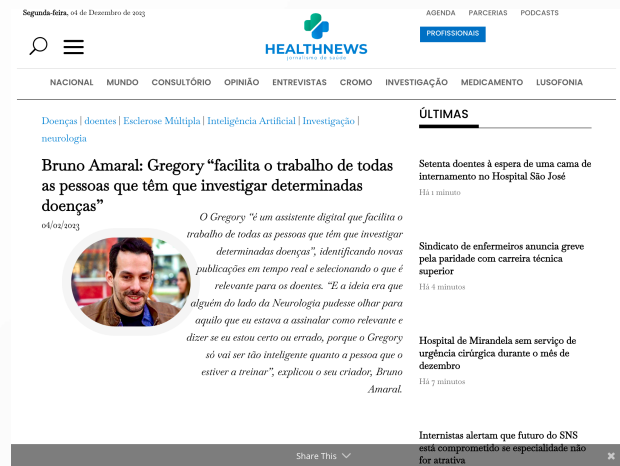 Segunda-feira, 04 de Dezembro de 2023
AGENDA PARCERIAS PODCASTS
PROFISSIONAIS
HEALTHNEWS
jornalismo de saúde
NACIONAL MUNDO CONSULTÓRIO OPINIÃO ENTREVISTAS CROMO INVESTIGAÇÃO MEDICAMENTO LUSOFONIA
Doenças | doentes | Esclerose Múltipla | Inteligência Artificial | Investigação |
neurologia
Bruno Amaral: Gregory “facilita o trabalho de todas
as pessoas que têm que investigar determinadas
doenças”
04/02/2023
O Gregory “é um assistente digital que facilita o
trabalho de todas as pessoas que têm que investigar
determinadas doenças”, identificando novas
publicações em tempo real e selecionando o que é
relevante para os doentes. “E a ideia era que
alguém do lado da Neurologia pudesse olhar para
aquilo que eu estava a assinalar como relevante e
dizer se eu estou certo ou errado, porque o Gregory
só vai ser tão inteligente quanto a pessoa que o
estiver a treinar”, explicou o seu criador, Bruno
Amaral.
ÚLTIMAS
Setenta doentes à espera de uma cama de
internamento no Hospital São José
Há 1 minuto
Sindicato de enfermeiros anuncia greve
pela paridade com carreira técnica
superior
Há 4 minutos
Hospital de Mirandela sem serviço de
urgência cirúrgica durante o mês de
dezembro
Há 7 minutos
Internistas alertam que futuro do SNS
está comprometido se especialidade não
for atrativa
Share This